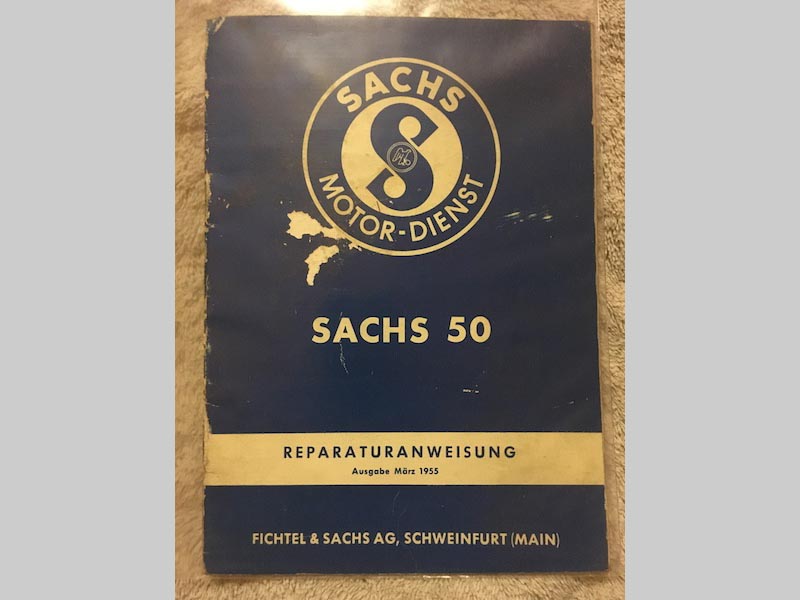 SACHS
MOTOR-DIENST
SACHS 50
REPARATURANWEISUNG
Ausgabe März 1955
FICHTEL & SACHS AG, SCHWEINFURT (MAIN)